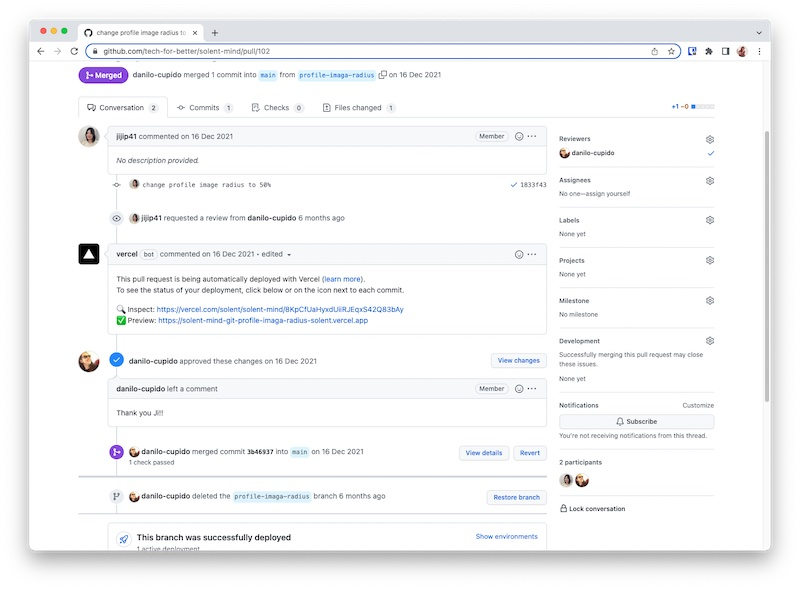 change profile image radius to
github.com/tech-for-better/solent-mind/pull/102
Merged danilo-cupido merged 1 commit into main from profile-imaga-radius on 16 Dec 2021
Conversation 2 Commits 1 Checks 0 Files changed 1 +1 −0
jijip41 commented on 16 Dec 2021 Member
No description provided.
change profile image radius to 50% 1833f43
jijip41 requested a review from danilo-cupido 6 months ago
vercel bot commented on 16 Dec 2021 • edited
This pull request is being automatically deployed with Vercel (learn more).
To see the status of your deployment, click below or on the icon next to each commit.
Inspect: https://vercel.com/solent/solent-mind/8KpCfUaHyxdUiiRJEqxS42Q83bAy
Preview: https://solent-mind-git-profile-imaga-radius-solent.vercel.app
danilo-cupido approved these changes on 16 Dec 2021 View changes
danilo-cupido left a comment Member
Thank you Ji!!
danilo-cupido merged commit 3b46937 into main on 16 Dec 2021 View details Revert
1 check passed
danilo-cupido deleted the profile-imaga-radius branch 6 months ago Restore branch
This branch was successfully deployed Show environments
1 active deployment
Reviewers
danilo-cupido
Assignees
No one—assign yourself
Labels
None yet
Projects
None yet
Milestone
No milestone
Development
Successfully merging this pull request may close
these issues.
None yet
Notifications Customize
Subscribe
You're not receiving notifications from this thread.
2 participants
Lock conversation